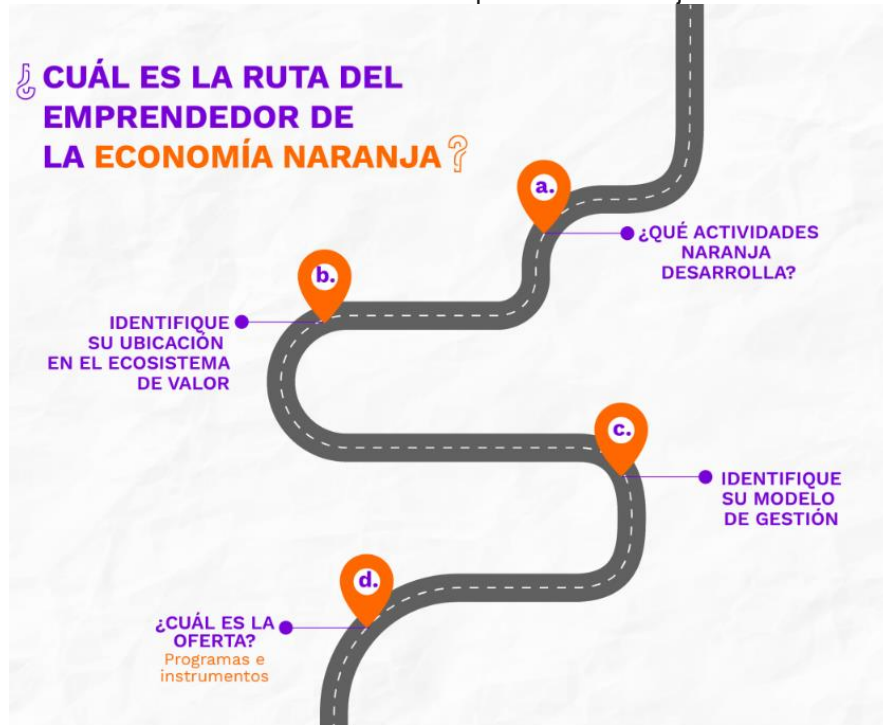 ¿ CUÁL ES LA RUTA DEL
EMPRENDEDOR DE
LA ECONOMÍA NARANJA ?
a.
¿QUÉ ACTIVIDADES
NARANJA
DESARROLLA?
b.
IDENTIFIQUE
SU UBICACIÓN
EN EL ECOSISTEMA
DE VALOR
c.
IDENTIFIQUE
SU MODELO
DE GESTIÓN
d.
¿CUÁL ES LA
OFERTA?
Programas e
instrumentos